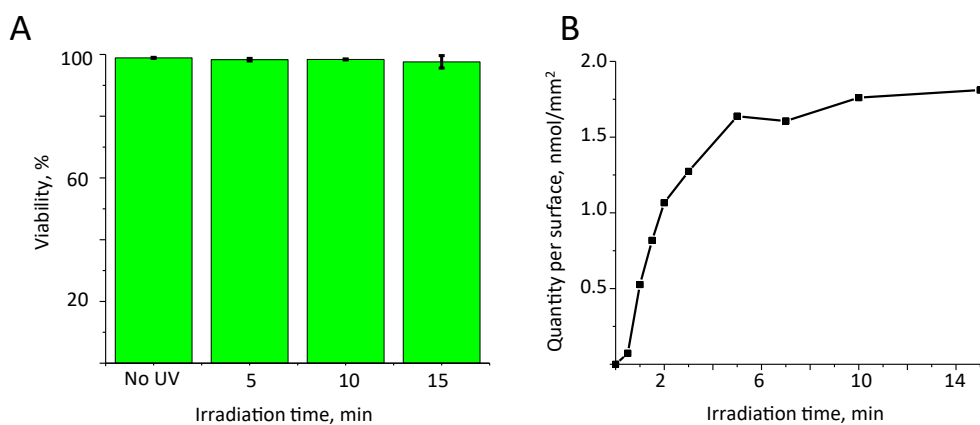 A
Viability, %
100
60
20
No UV 5 10 15
Irradiation time, min
B
Quantity per surface, nmol/mm²
2.0
1.5
1.0
0.5
2 6 10 14
Irradiation time, min